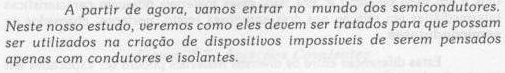 A partir de agora, vamos entrar no mundo dos semicondutores.
Neste nosso estudo, veremos como eles devem ser tratados para que possam
ser utilizados na criação de dispositivos impossíveis de serem pensados
apenas com condutores e isolantes.